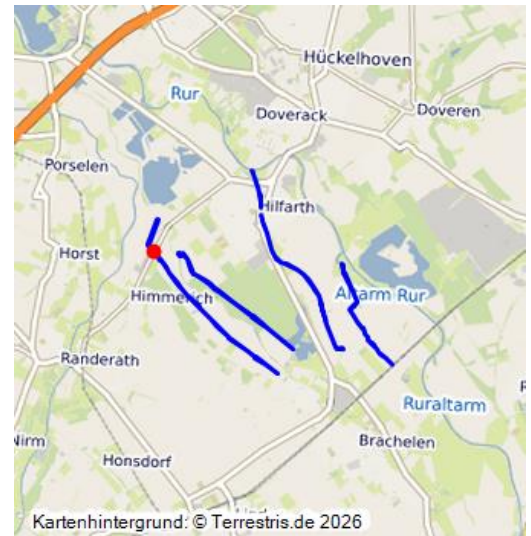 Hückelhoven
Rur
Doverack
Doveren
Porselen
Hilfarth
Horst
Himmerich
Altarm Rur
Randerath
Ruraltarm
Nirm
Brachelen
Honsdorf
Kartenhintergrund: © Terrestris.de 2026